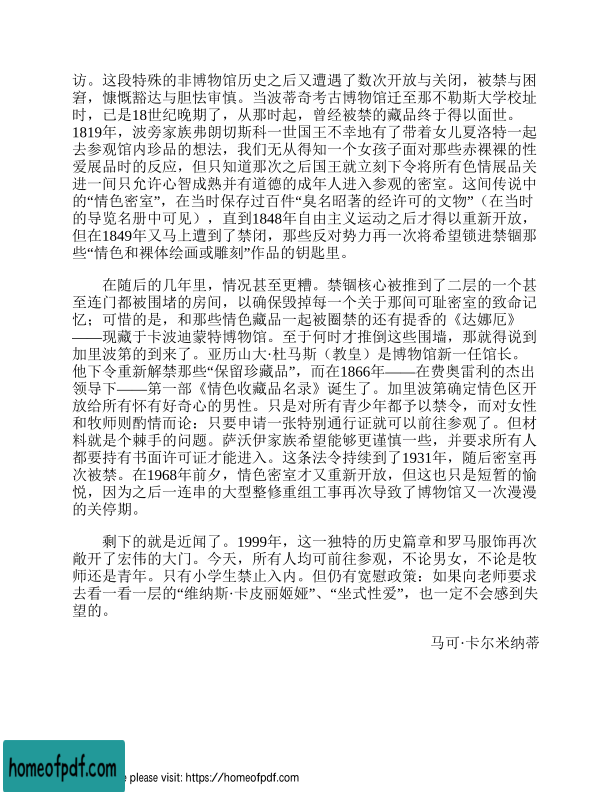 访。这段特殊的非博物馆历史之后又遭遇了数次开放与关闭，被禁与困
窘，慷慨豁达与胆怯审慎。当波蒂奇考古博物馆迁至那不勒斯大学校址
时，已是18世纪晚期了，从那时起，曾经被禁的藏品终于得以面世。
1819年，波旁家族弗朗切斯科一世国王不幸地有了带着女儿夏洛特一起
去参观馆内珍品的想法，我们无从得知一个女孩子面对那些赤裸裸的性
爱展品时的反应，但只知道那次之后国王就立刻下令将所有色情展品关
进一间只允许心智成熟并有道德的成年人进入参观的密室。这间传说中
的“情色密室”，在当时保存过百件“臭名昭著的经许可的文物”（在当时
的导览名册中可见），直到1848年自由主义运动之后才得以重新开放，
但在1849年又马上遭到了禁闭，那些反对势力再一次将希望锁进禁锢那
些“情色和裸体绘画或雕刻”作品的钥匙里。
在随后的几年里，情况甚至更糟。禁锢核心被推到了二层的一个甚
至连门都被围堵的房间，以确保毁掉每一个关于那间可耻密室的致命记
忆；可惜的是，和那些情色藏品一起被圈禁的还有提香的《达娜厄》
——现藏于卡波迪蒙特博物馆。至于何时才推倒这些围墙，那就得说到
加里波第的到来了。亚历山大·杜马斯（教皇）是博物馆新一任馆长。
他下令重新解禁那些“保留珍藏品”，而在1866年——在费奥雷利的杰出
领导下——第一部《情色收藏品名录》诞生了。加里波第确定情色区开
放给所有怀有好奇心的男性。只是对所有青少年都予以禁令，而对女性
和牧师则酌情而论：只要申请一张特别通行证就可以前往参观了。但材
料就是个棘手的问题。萨沃伊家族希望能够更谨慎一些，并要求所有人
都要持有书面许可证才能进入。这条法令持续到了1931年，随后密室再
次被禁。在1968年前夕，情色密室才又重新开放，但这也只是短暂的愉
悦，因为之后一连串的大型整修重组工事再次导致了博物馆又一次漫漫
的关停期。
剩下的就是近闻了。1999年，这一独特的历史篇章和罗马服饰再次
敞开了宏伟的大门。今天，所有人均可前往参观，不论男女，不论是牧
师还是青年。只有小学生禁止入内。但仍有宽慰政策：如果向老师要求
去看一看一层的“维纳斯·卡皮丽姬娅”、“坐式性爱”，也一定不会感到失
望的。
马可·卡尔米纳蒂
homeofpdf.com
please visit: https://homeofpdf.com